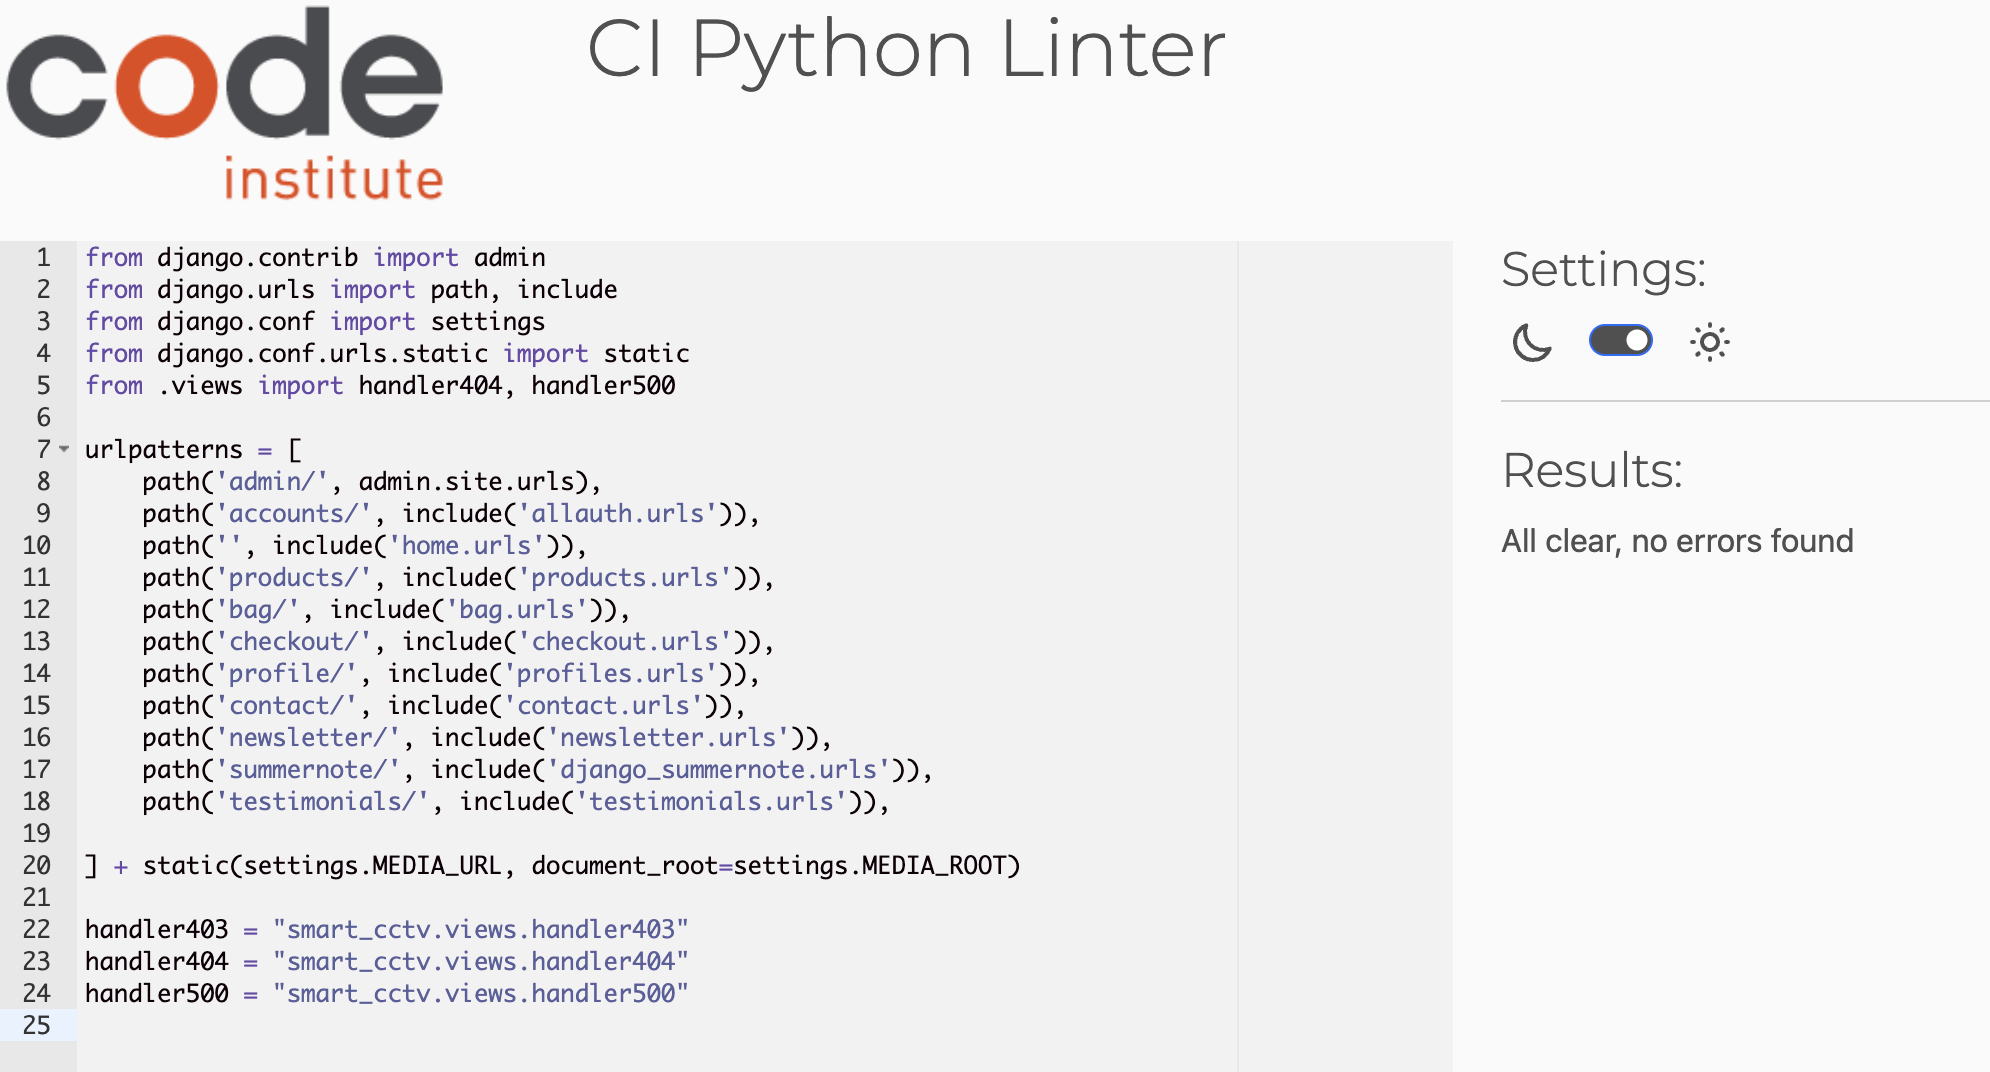 code
institute
CI Python Linter
1 from django.contrib import admin
2 from django.urls import path, include
3 from django.conf import settings
4 from django.conf.urls.static import static
5 from .views import handler404, handler500
6
7 urlpatterns = [
8     path('admin/', admin.site.urls),
9     path('accounts/', include('allauth.urls')),
10     path('', include('home.urls')),
11     path('products/', include('products.urls')),
12     path('bag/', include('bag.urls')),
13     path('checkout/', include('checkout.urls')),
14     path('profile/', include('profiles.urls')),
15     path('contact/', include('contact.urls')),
16     path('newsletter/', include('newsletter.urls')),
17     path('summernote/', include('django_summernote.urls')),
18     path('testimonials/', include('testimonials.urls')),
19
20 ] + static(settings.MEDIA_URL, document_root=settings.MEDIA_ROOT)
21
22 handler403 = "smart_cctv.views.handler403"
23 handler404 = "smart_cctv.views.handler404"
24 handler500 = "smart_cctv.views.handler500"
25
Settings:
Results:
All clear, no errors found